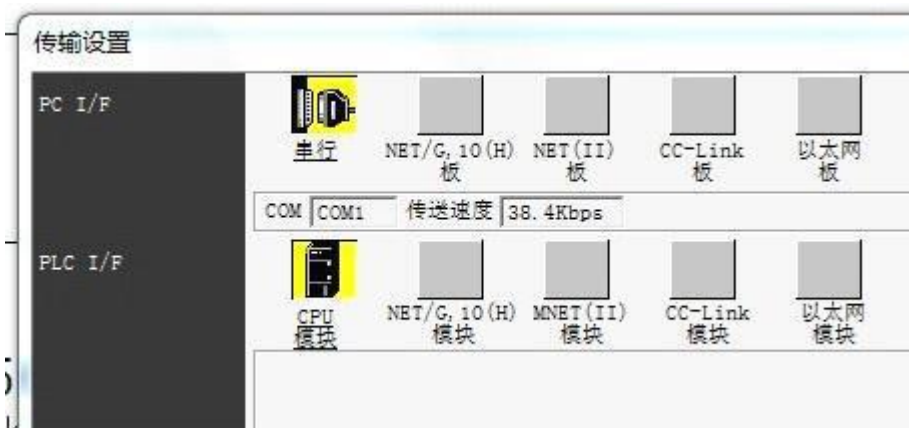 传输设置
PC I/F
串行
NET/G,10(H)
板
NET(II)
板
CC-Link
板
以太网
板
COM COM1 传送速度 38.4Kbps
PLC I/F
CPU
模块
NET/G,10(H)
模块
MNET(II)
模块
CC-Link
模块
以太网
模块